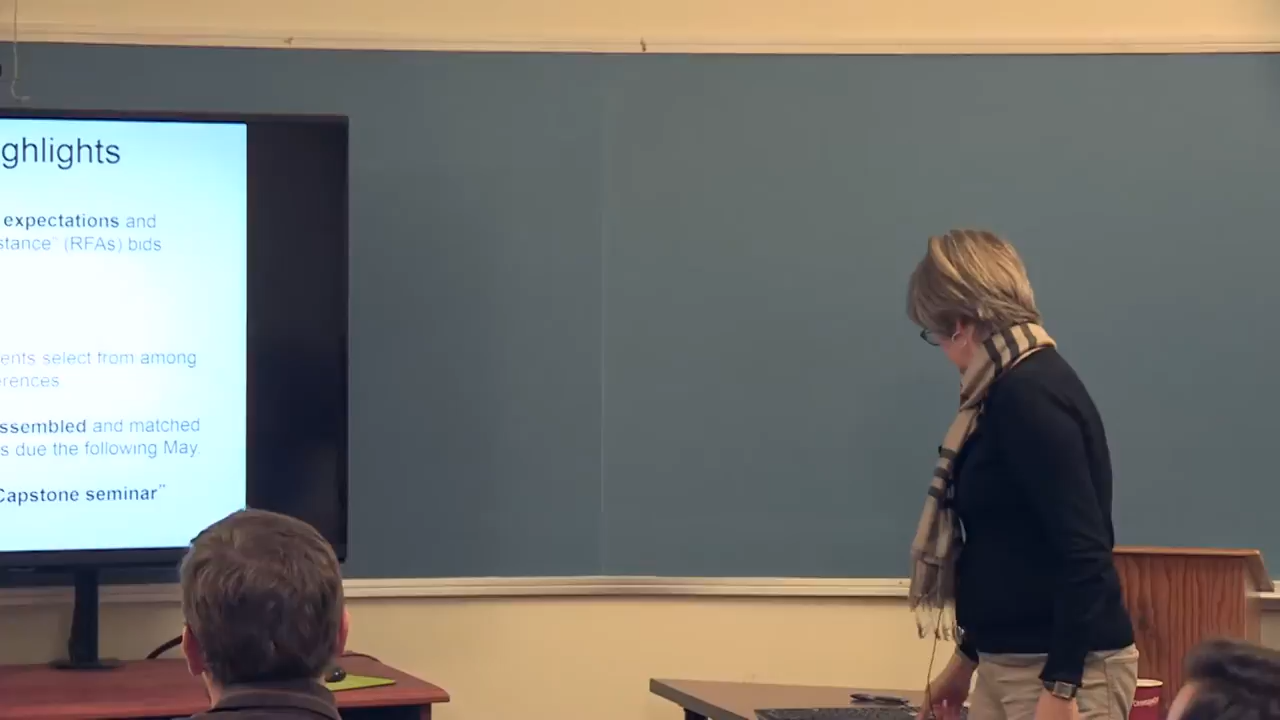 ghlights
expectations and
stance" (RFAs) bids
ents select from among
erences
ssembled and matched
s due the following May.
Capstone seminar"